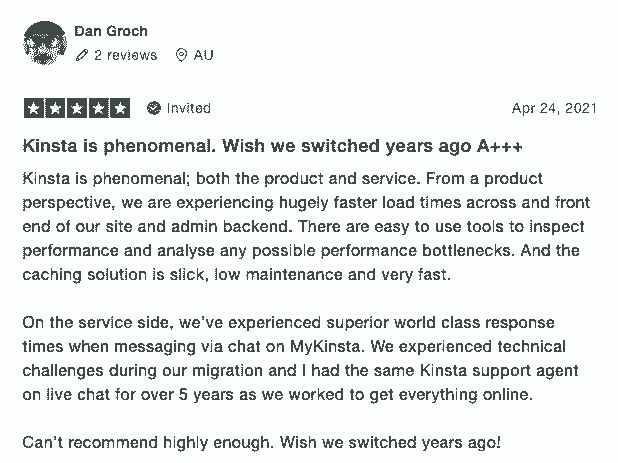 Dan Groch
2 reviews AU
Invited Apr 24, 2021
Kinsta is phenomenal. Wish we switched years ago A+++
Kinsta is phenomenal; both the product and service. From a product
perspective, we are experiencing hugely faster load times across and front
end of our site and admin backend. There are easy to use tools to inspect
performance and analyse any possible performance bottlenecks. And the
caching solution is slick, low maintenance and very fast.
On the service side, we've experienced superior world class response
times when messaging via chat on MyKinsta. We experienced technical
challenges during our migration and I had the same Kinsta support agent
on live chat for over 5 years as we worked to get everything online.
Can't recommend highly enough. Wish we switched years ago!